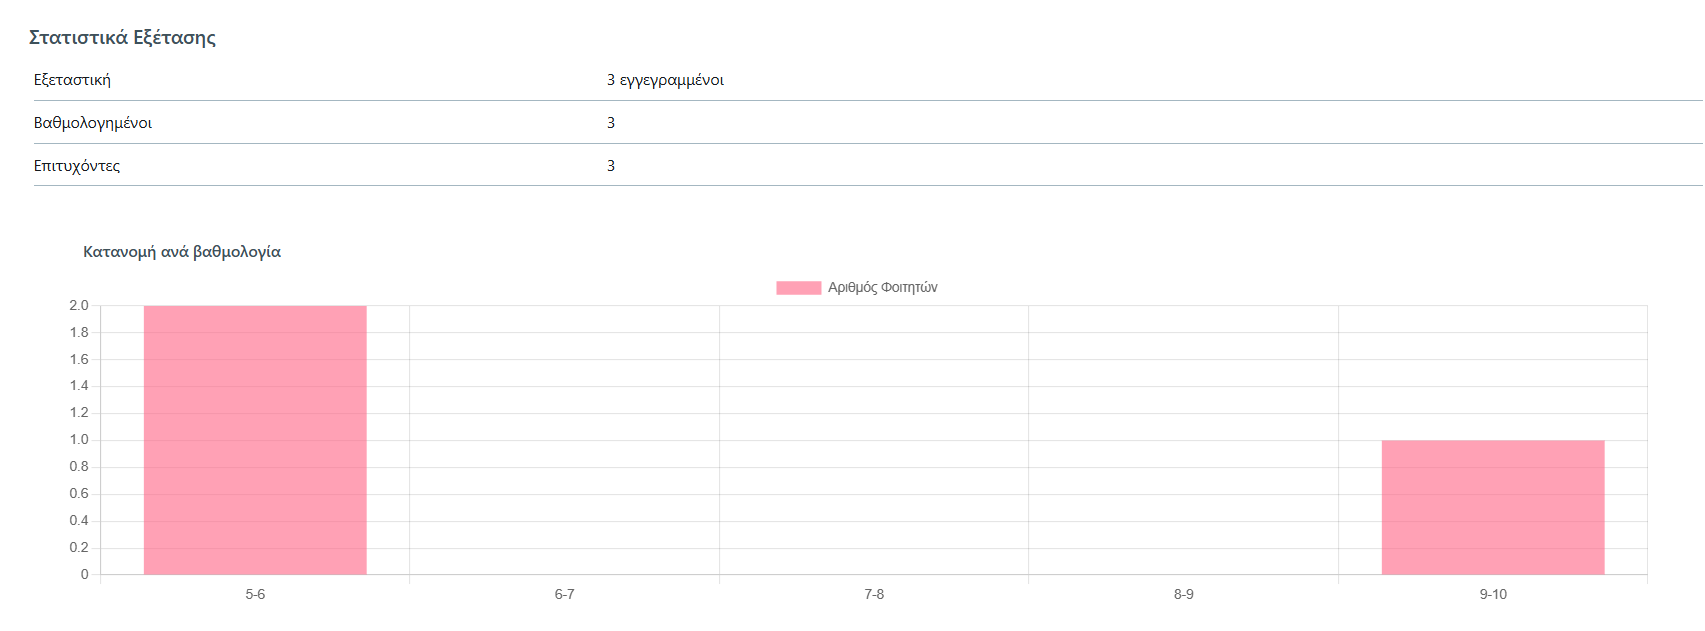 Στατιστικά Εξέτασης
Εξεταστική 3 εγγεγραμμένοι
Βαθμολογημένοι 3
Επιτυχόντες 3
Κατανομή ανά βαθμολογία
Αριθμός Φοιτητών
2.0
1.8
1.6
1.4
1.2
1.0
0.8
0.6
0.4
0.2
0
5-6 6-7 7-8 8-9 9-10